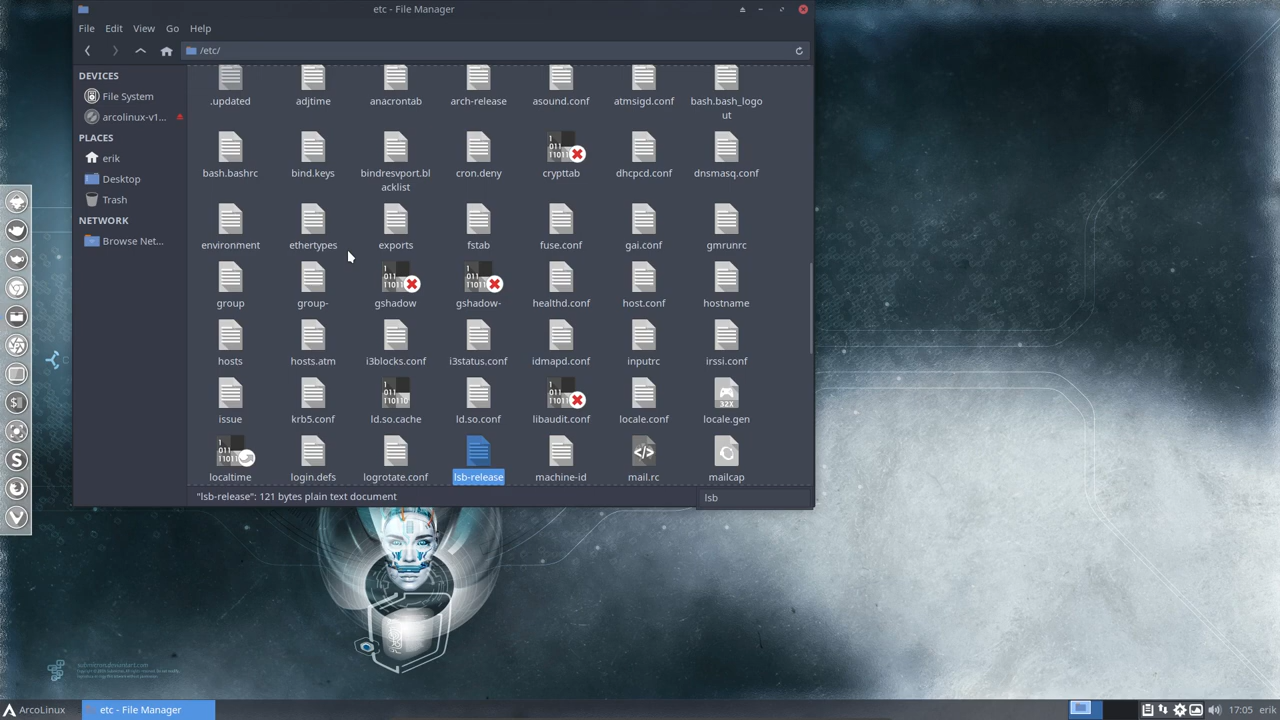 etc - File Manager
File Edit View Go Help
/etc/
DEVICES
File System
arcolinux-v1...
PLACES
erik
Desktop
Trash
NETWORK
Browse Net...
.updated adjtime anacrontab arch-release asound.conf atmsigd.conf bash.bash_logo
ut
bash.bashrc bind.keys bindresvport.bl cron.deny crypttab dhcpcd.conf dnsmasq.conf
acklist
environment ethertypes exports fstab fuse.conf gai.conf gmrunrc
group group- gshadow gshadow- healthd.conf host.conf hostname
hosts hosts.atm i3blocks.conf i3status.conf idmapd.conf inputrc irssi.conf
issue krb5.conf ld.so.cache ld.so.conf libaudit.conf locale.conf locale.gen
localtime login.defs logrotate.conf lsb-release machine-id mail.rc mailcap
"lsb-release": 121 bytes plain text document
lsb
ArcoLinux
etc - File Manager
17:05 erik